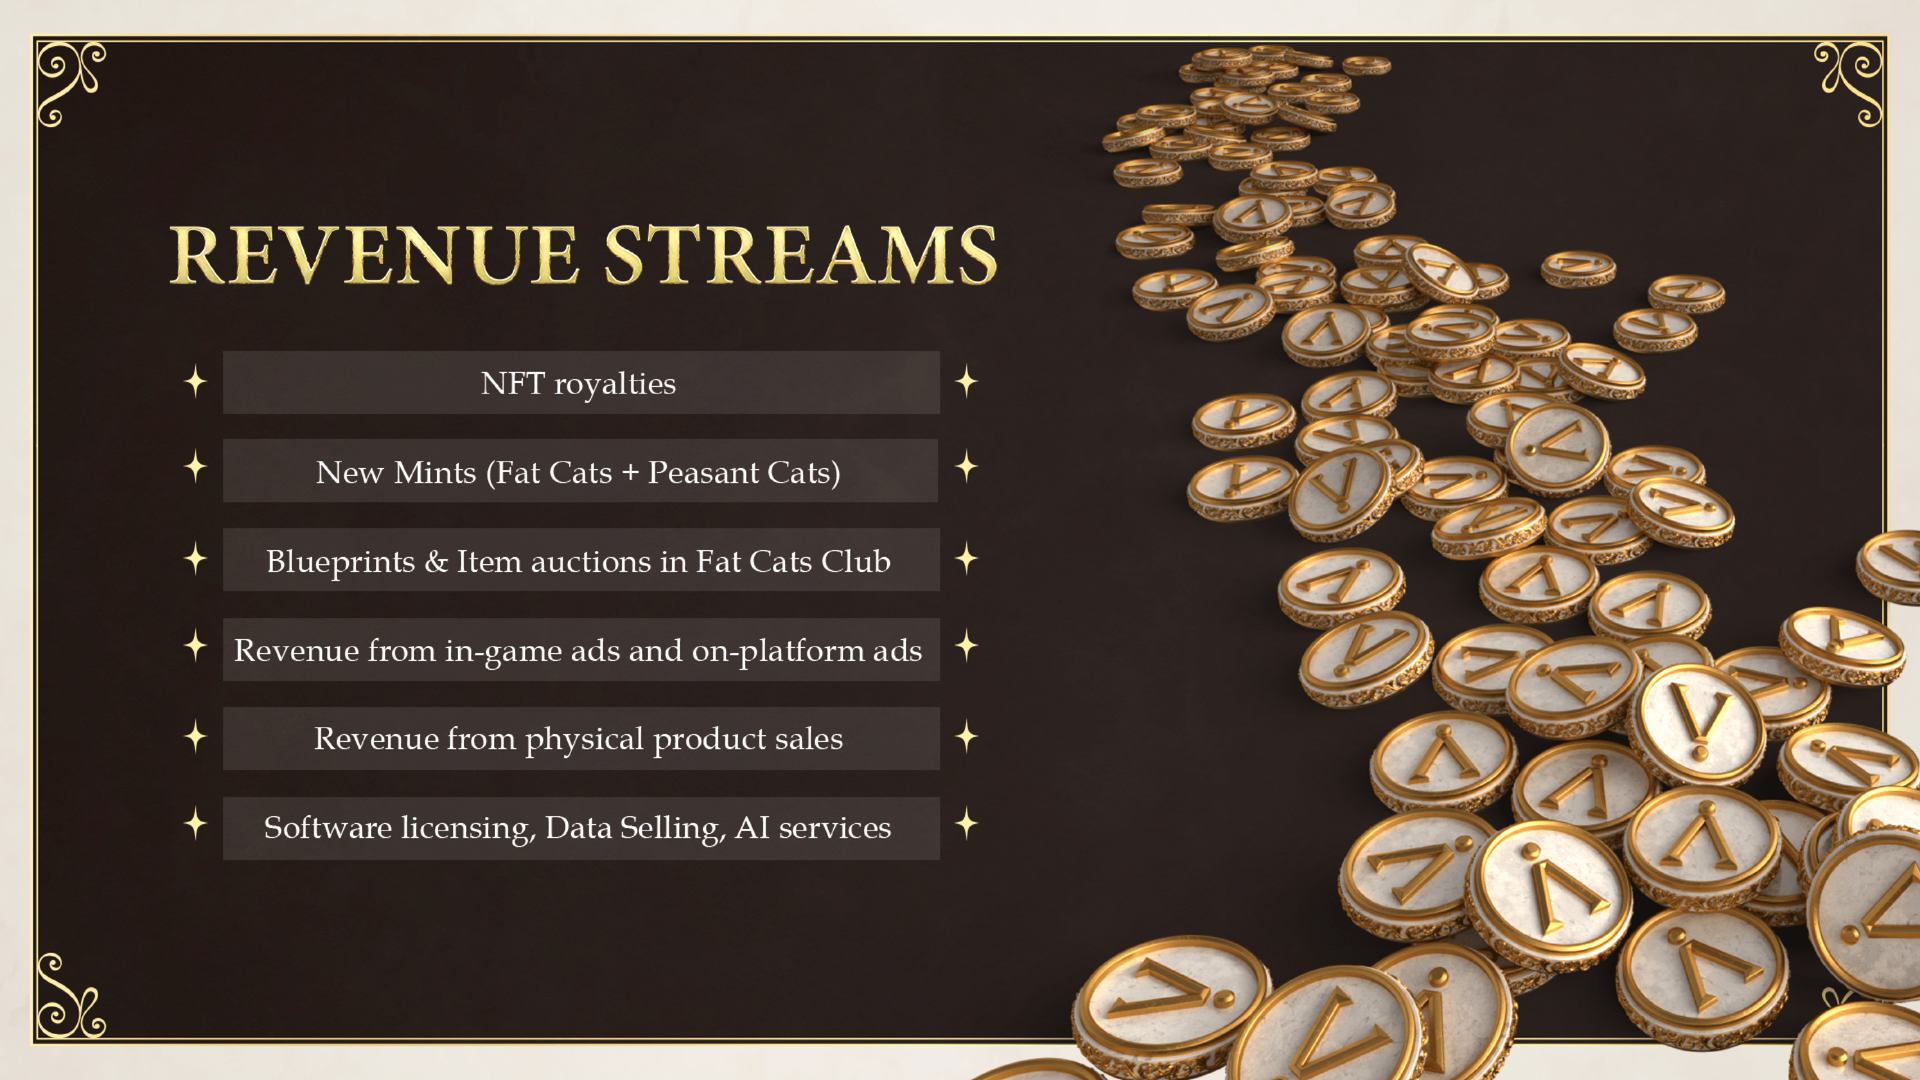 REVENUE STREAMS
NFT royalties
New Mints (Fat Cats + Peasant Cats)
Blueprints & Item auctions in Fat Cats Club
Revenue from in-game ads and on-platform ads
Revenue from physical product sales
Software licensing, Data Selling, AI services